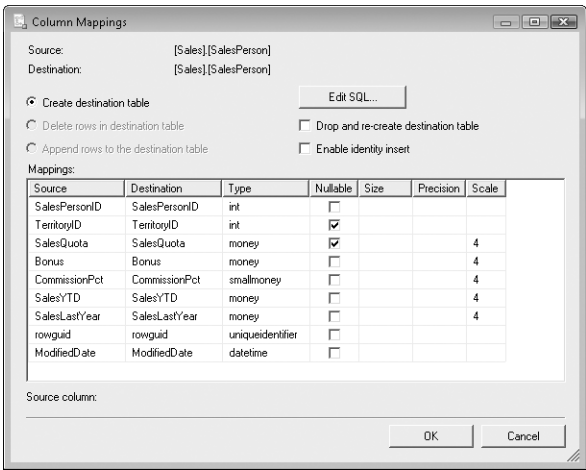 Column Mappings
Source: [Sales].[SalesPerson]
Destination: [Sales].[SalesPerson]
Create destination table
Edit SQL...
Delete rows in destination table
Drop and re-create destination table
Append rows to the destination table
Enable identity insert
Mappings:
Source Destination Type Nullable Size Precision Scale
SalesPersonID SalesPersonID int
TerritoryID TerritoryID int
SalesQuota SalesQuota money 4
Bonus Bonus money 4
CommissionPct CommissionPct smallmoney 4
SalesYTD SalesYTD money 4
SalesLastYear SalesLastYear money 4
rowguid rowguid uniqueidentifier
ModifiedDate ModifiedDate datetime
Source column:
OK Cancel